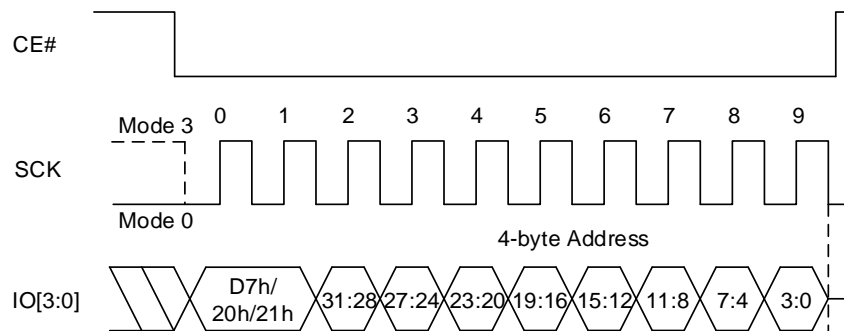 CE#
Mode 3
0 1 2 3 4 5 6 7 8 9
SCK
Mode 0
4-byte Address
IO[3:0]
D7h/
20h/21h
31:28 27:24 23:20 19:16 15:12 11:8 7:4 3:0